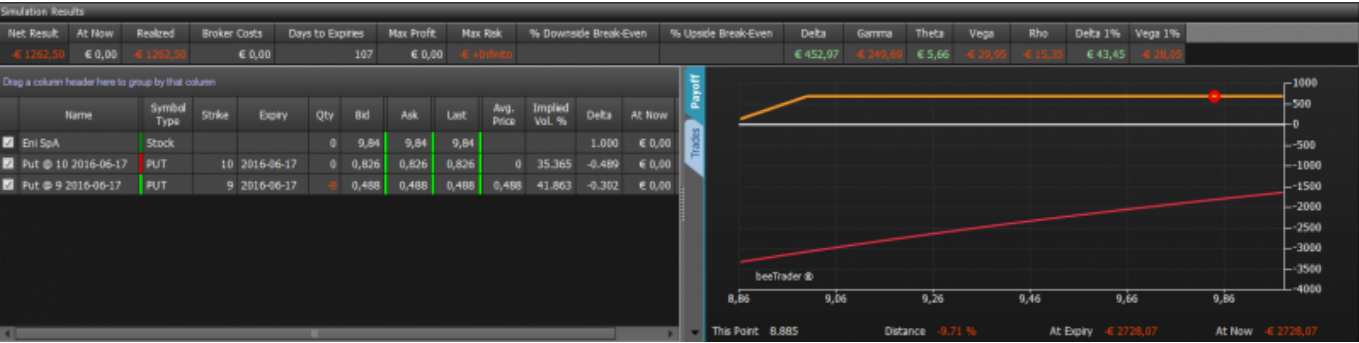 Simulation Results
Net Result At Now Realized Broker Costs Days to Expiries Max Profit Max Risk % Downside Break-Even % Upside Break-Even Delta Gamma Theta Vega Rho Delta 1% Vega 1%
-€ 1262,50 € 0,00 -€ 1262,50 € 0,00 107 € 0,00 -€ +Infinito € 452,97 -€ 249,69 € 5,66 -€ 29,95 -€ 15,35 € 43,45 -€ 28,05
Drag a column header here to group by that column
Name Symbol Type Strike Expiry Qty Bid Ask Last Avg. Price Implied Vol. % Delta At Now
Eni SpA Stock 0 9,84 9,84 9,84 1.000 € 0,00
Put @ 10 2016-06-17 PUT 10 2016-06-17 0 0,826 0,826 0,826 0 35.365 -0.489 € 0,00
Put @ 9 2016-06-17 PUT 9 2016-06-17 0,488 0,488 0,488 0,488 41.863 -0.302 € 0,00
Payoff
Trades
1000
500
0
-500
-1000
-1500
-2000
-2500
-3000
-3500
-4000
beeTrader ®
8,86 9,06 9,26 9,46 9,66 9,86
This Point 8.885 Distance -9.71 % At Expiry -€ 2728,07 At Now -€ 2728,07